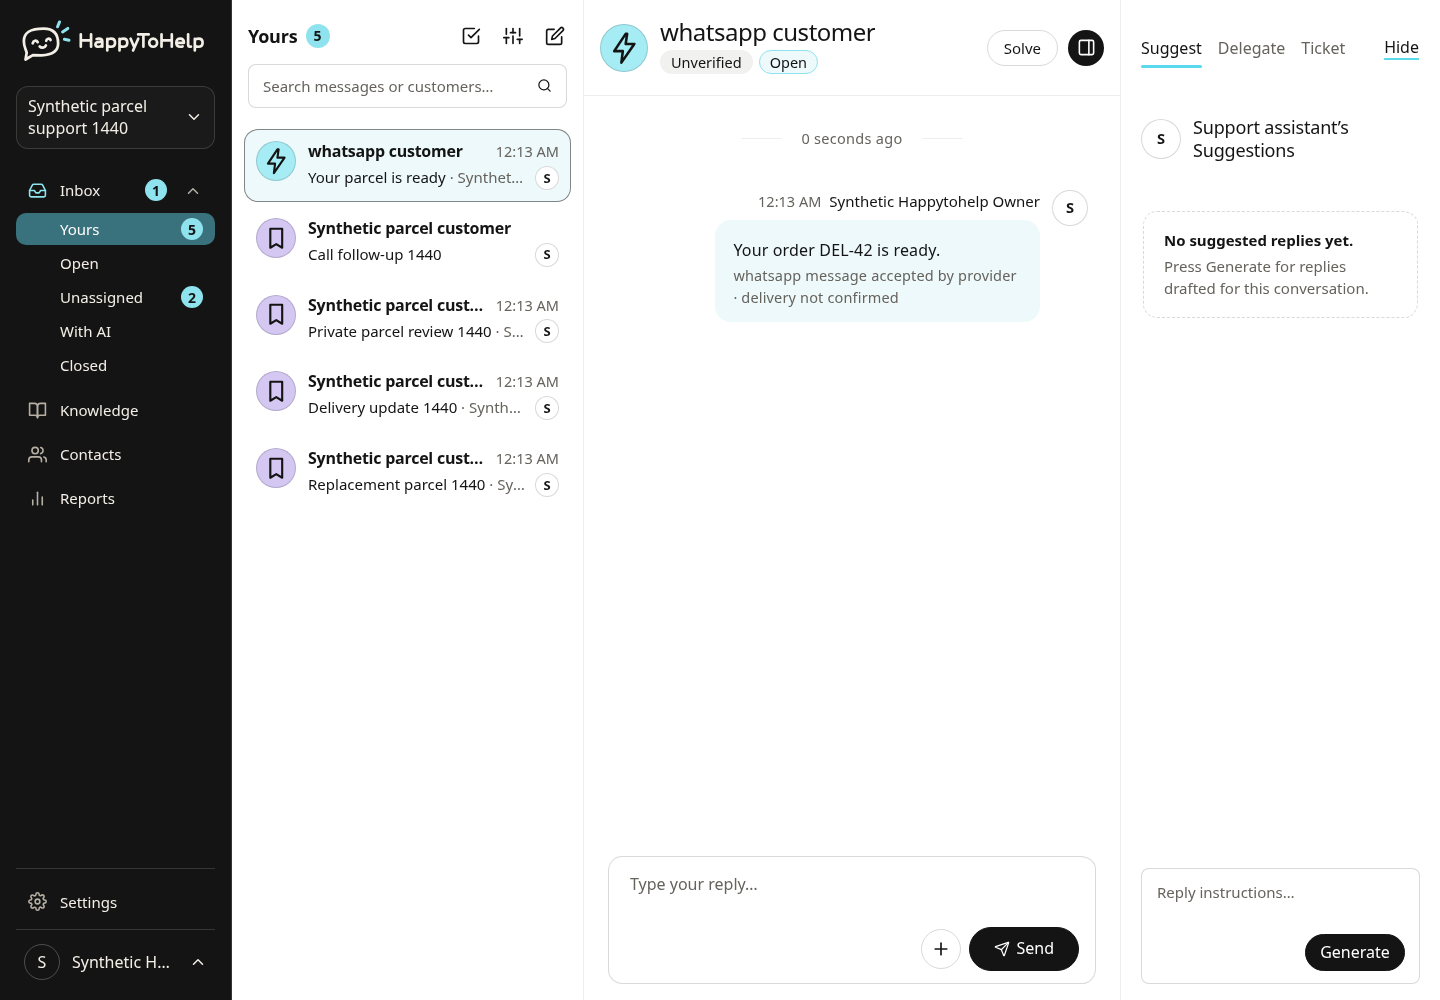 HappyToHelp
Synthetic parcel
support 1440
Inbox
1
Yours
5
Open
Unassigned
2
With AI
Closed
Knowledge
Contacts
Reports
Settings
S
Synthetic H...
Yours
5
Search messages or customers...
whatsapp customer
12:13 AM
Your parcel is ready · Synthet...
S
Synthetic parcel customer
Call follow-up 1440
S
Synthetic parcel cust...
12:13 AM
Private parcel review 1440 · S...
S
Synthetic parcel cust...
12:13 AM
Delivery update 1440 · Synth...
S
Synthetic parcel cust...
12:13 AM
Replacement parcel 1440 · Sy...
S
whatsapp customer
Unverified
Open
Solve
0 seconds ago
12:13 AM Synthetic Happytohelp Owner
S
Your order DEL-42 is ready.
whatsapp message accepted by provider
· delivery not confirmed
Type your reply...
Send
Suggest
Delegate
Ticket
Hide
S
Support assistant's
Suggestions
No suggested replies yet.
Press Generate for replies
drafted for this conversation.
Reply instructions...
Generate